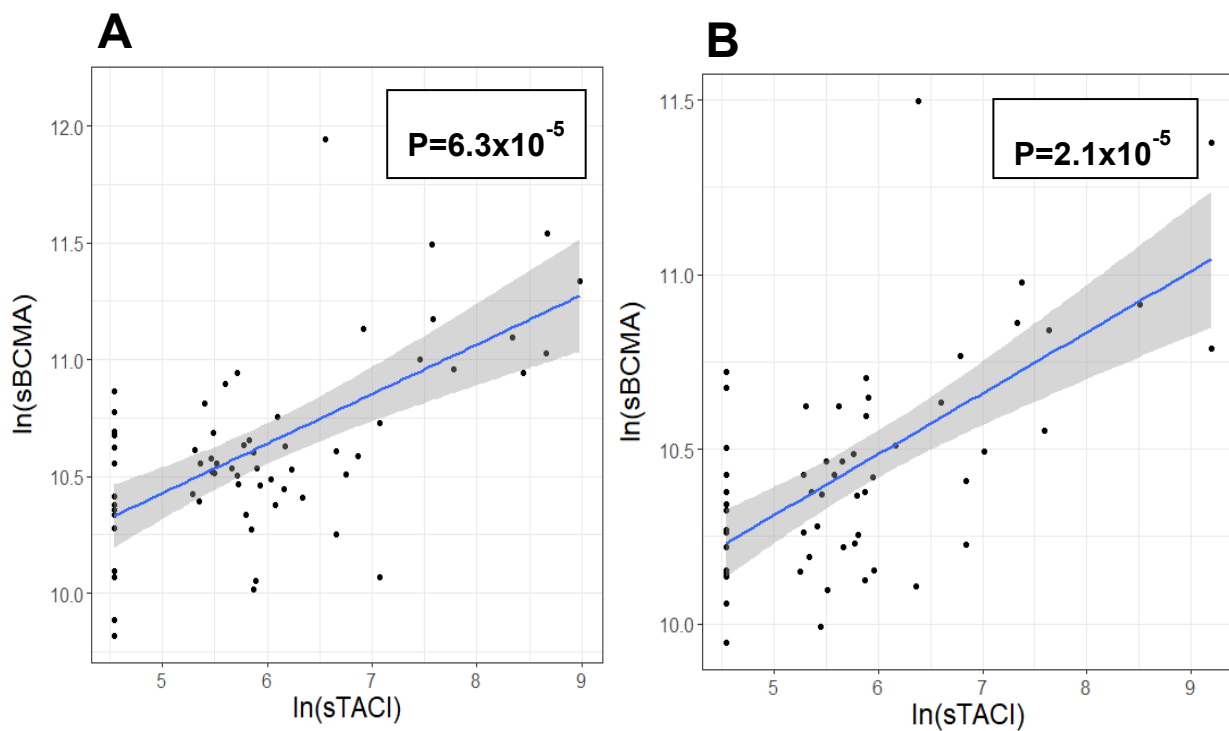 A
P=6.3x10⁻⁵
12.0
11.5
11.0
10.5
10.0
ln(sBCMA)
5 6 7 8 9
ln(sTACI)
B
P=2.1x10⁻⁵
11.5
11.0
10.5
10.0
ln(sBCMA)
5 6 7 8 9
ln(sTACI)